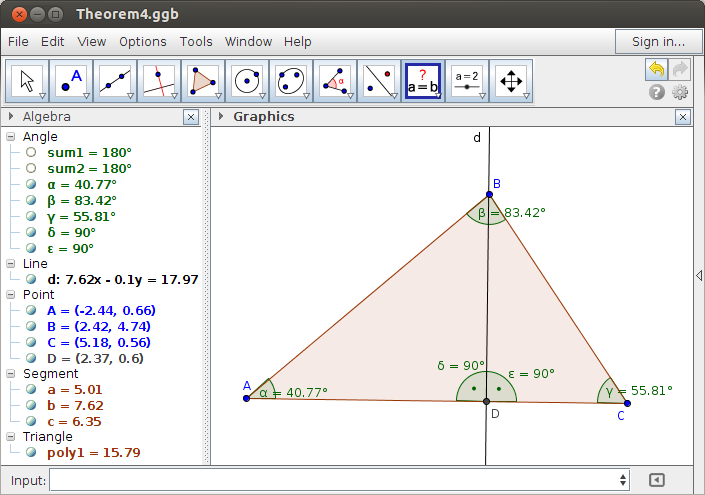 Theorem4.ggb
File Edit View Options Tools Window Help
Sign in...
A
α
?
a=b
a=2
?
Algebra
Graphics
Angle
sum1 = 180°
sum2 = 180°
α = 40.77°
β = 83.42°
γ = 55.81°
δ = 90°
ε = 90°
Line
d: 7.62x - 0.1y = 17.97
Point
A = (-2.44, 0.66)
B = (2.42, 4.74)
C = (5.18, 0.56)
D = (2.37, 0.6)
Segment
a = 5.01
b = 7.62
c = 6.35
Triangle
poly1 = 15.79
d
B
β = 83.42°
δ = 90°
ε = 90°
A
α = 40.77°
γ = 55.81°
D
C
Input: